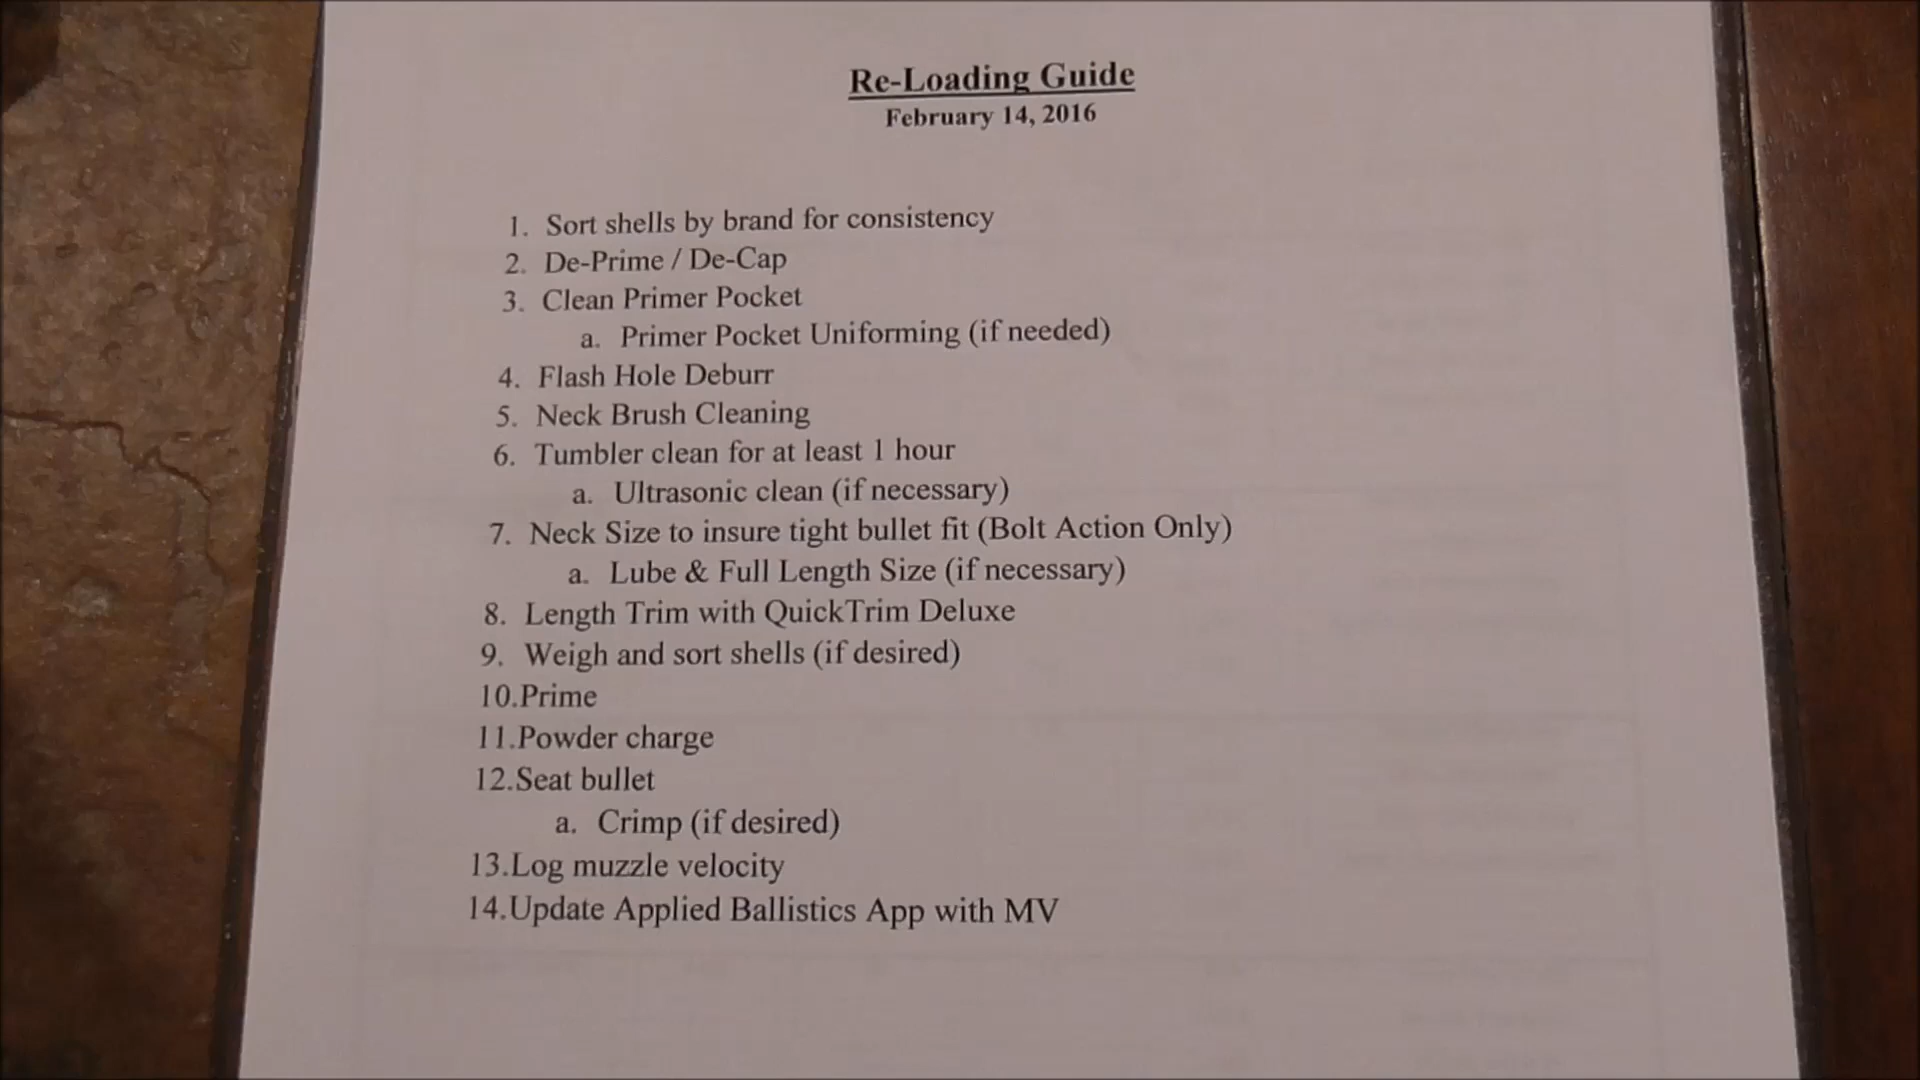 Re-Loading Guide
February 14, 2016
1. Sort shells by brand for consistency
2. De-Prime / De-Cap
3. Clean Primer Pocket
a. Primer Pocket Uniforming (if needed)
4. Flash Hole Deburr
5. Neck Brush Cleaning
6. Tumbler clean for at least 1 hour
a. Ultrasonic clean (if necessary)
7. Neck Size to insure tight bullet fit (Bolt Action Only)
a. Lube & Full Length Size (if necessary)
8. Length Trim with QuickTrim Deluxe
9. Weigh and sort shells (if desired)
10.Prime
11.Powder charge
12.Seat bullet
a. Crimp (if desired)
13.Log muzzle velocity
14.Update Applied Ballistics App with MV